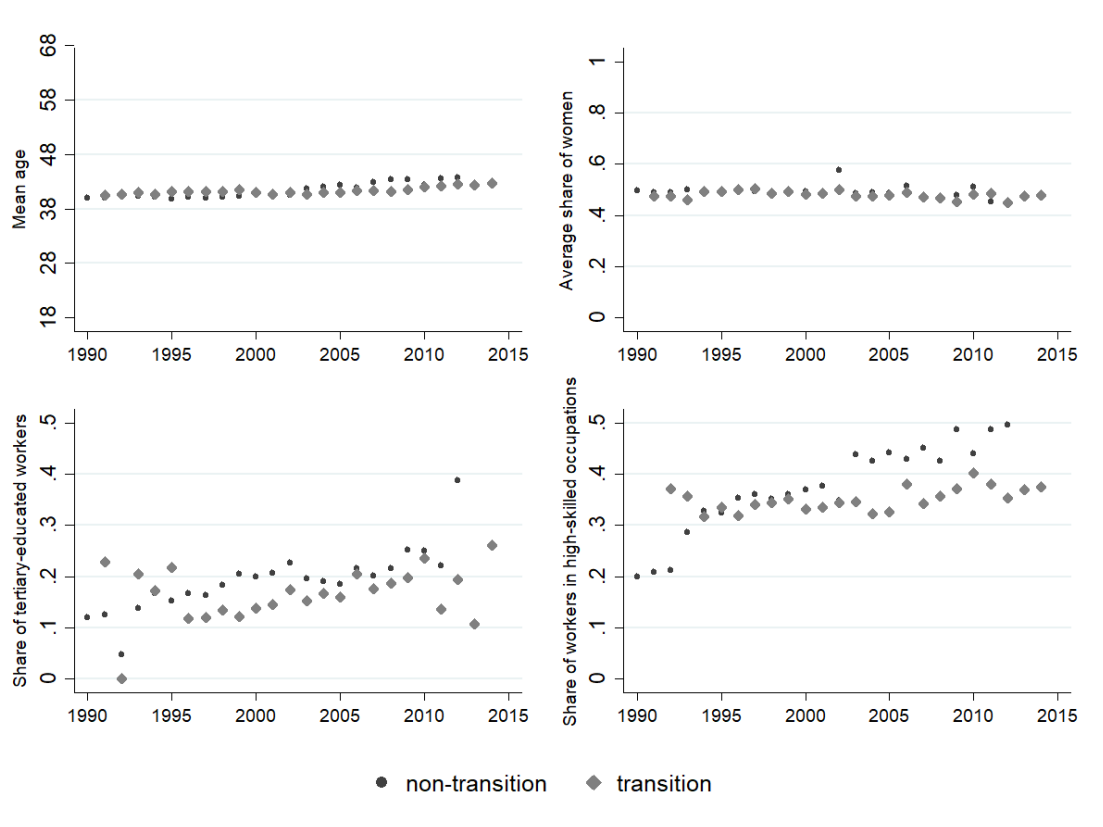 Mean age
68
58
48
38
28
18
1990 1995 2000 2005 2010 2015
Average share of women
1
.8
.6
.4
.2
0
1990 1995 2000 2005 2010 2015
Share of tertiary-educated workers
.5
.4
.3
.2
.1
0
1990 1995 2000 2005 2010 2015
Share of workers in high-skilled occupations
.5
.4
.3
.2
.1
0
1990 1995 2000 2005 2010 2015
non-transition transition